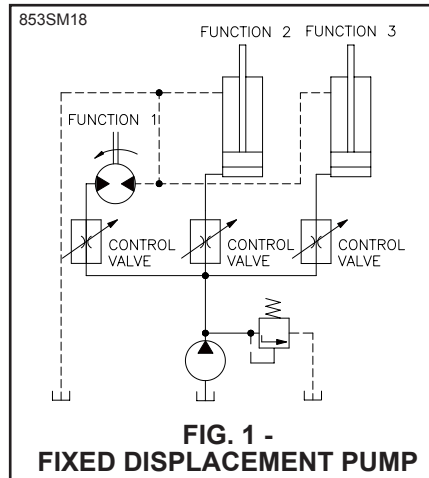 853SM18
FUNCTION 2
FUNCTION 3
FUNCTION 1
CONTROL
VALVE
CONTROL
VALVE
CONTROL
VALVE
FIG. 1 -
FIXED DISPLACEMENT PUMP